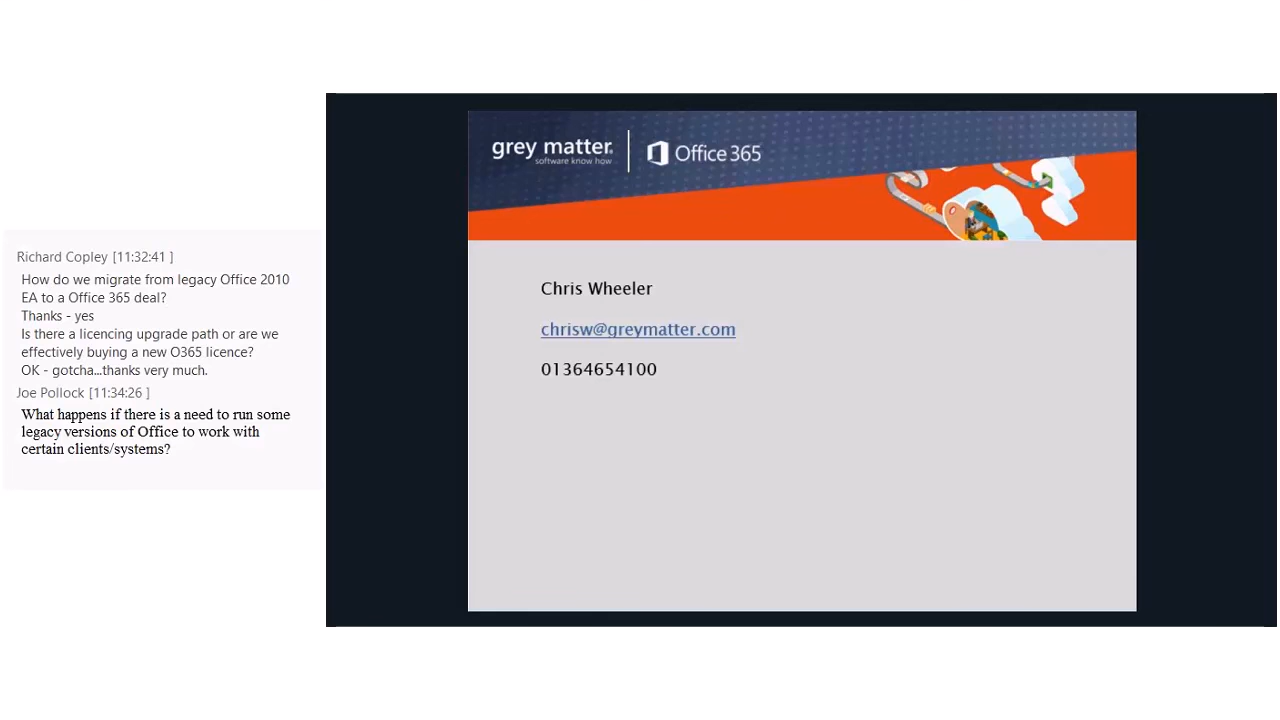 Richard Copley [11:32:41 ]
How do we migrate from legacy Office 2010
EA to a Office 365 deal?
Thanks - yes
Is there a licencing upgrade path or are we
effectively buying a new O365 licence?
OK - gotcha...thanks very much.
Joe Pollock [11:34:26 ]
What happens if there is a need to run some
legacy versions of Office to work with
certain clients/systems?
grey matter
software know how
Office 365
Chris Wheeler
chrisw@greymatter.com
01364654100